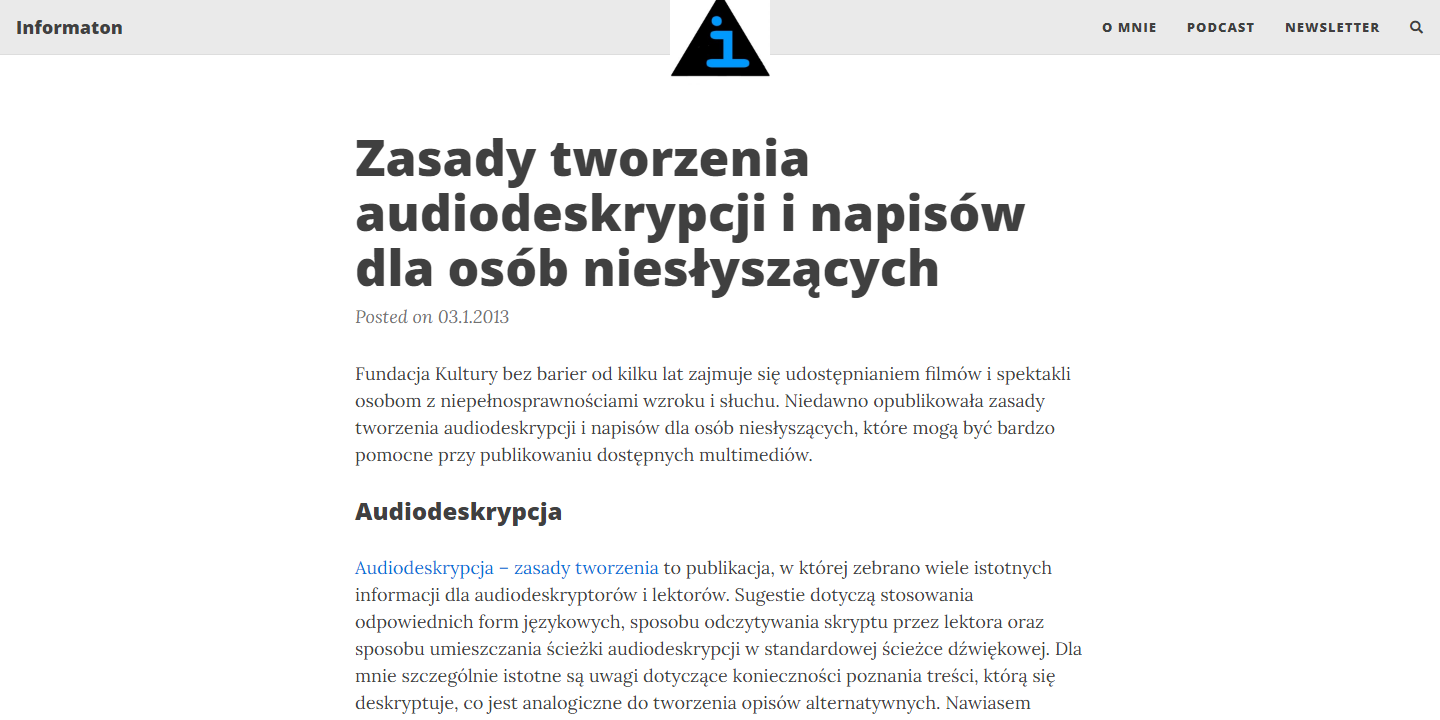 Informaton
i
O MNIE
PODCAST
NEWSLETTER
Zasady tworzenia
audiodeskrypcji i napisów
dla osób niesłyszących
Posted on 03.1.2013
Fundacja Kultury bez barier od kilku lat zajmuje się udostępnianiem filmów i spektakli
osobom z niepełnosprawnościami wzroku i słuchu. Niedawno opublikowała zasady
tworzenia audiodeskrypcji i napisów dla osób niesłyszących, które mogą być bardzo
pomocne przy publikowaniu dostępnych multimediów.
Audiodeskrypcja
Audiodeskrypcja – zasady tworzenia to publikacja, w której zebrano wiele istotnych
informacji dla audiodeskryptorów i lektorów. Sugestie dotyczą stosowania
odpowiednich form językowych, sposobu odczytywania skryptu przez lektora oraz
sposobu umieszczania ścieżki audiodeskrypcji w standardowej ścieżce dźwiękowej. Dla
mnie szczególnie istotne są uwagi dotyczące konieczności poznania treści, którą się
deskryptuje, co jest analogiczne do tworzenia opisów alternatywnych. Nawiasem